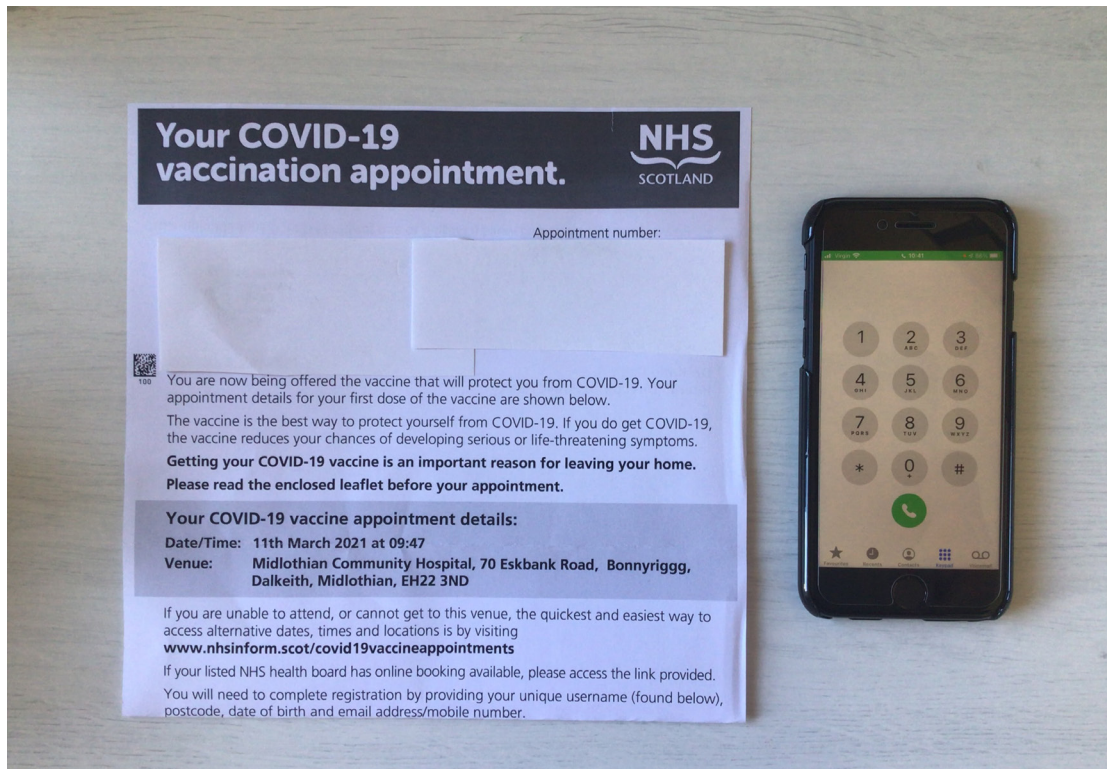 Your COVID-19
vaccination appointment.
NHS
SCOTLAND
Appointment number:
100
You are now being offered the vaccine that will protect you from COVID-19. Your
appointment details for your first dose of the vaccine are shown below.
The vaccine is the best way to protect yourself from COVID-19. If you do get COVID-19,
the vaccine reduces your chances of developing serious or life-threatening symptoms.
Getting your COVID-19 vaccine is an important reason for leaving your home.
Please read the enclosed leaflet before your appointment.
Your COVID-19 vaccine appointment details:
Date/Time: 11th March 2021 at 09:47
Venue: Midlothian Community Hospital, 70 Eskbank Road, Bonnyriggg,
Dalkeith, Midlothian, EH22 3ND
If you are unable to attend, or cannot get to this venue, the quickest and easiest way to
access alternative dates, times and locations is by visiting
www.nhsinform.scot/covid19vaccineappointments
If your listed NHS health board has online booking available, please access the link provided.
You will need to complete registration by providing your unique username (found below),
postcode, date of birth and email address/mobile number.
Virgin 10:41
1 2 3
ABC DEF
4 5 6
GHI JKL MNO
7 8 9
PQRS TUV WXYZ
* 0 #
+
Favourites Recents Contacts Keypad Voicemail